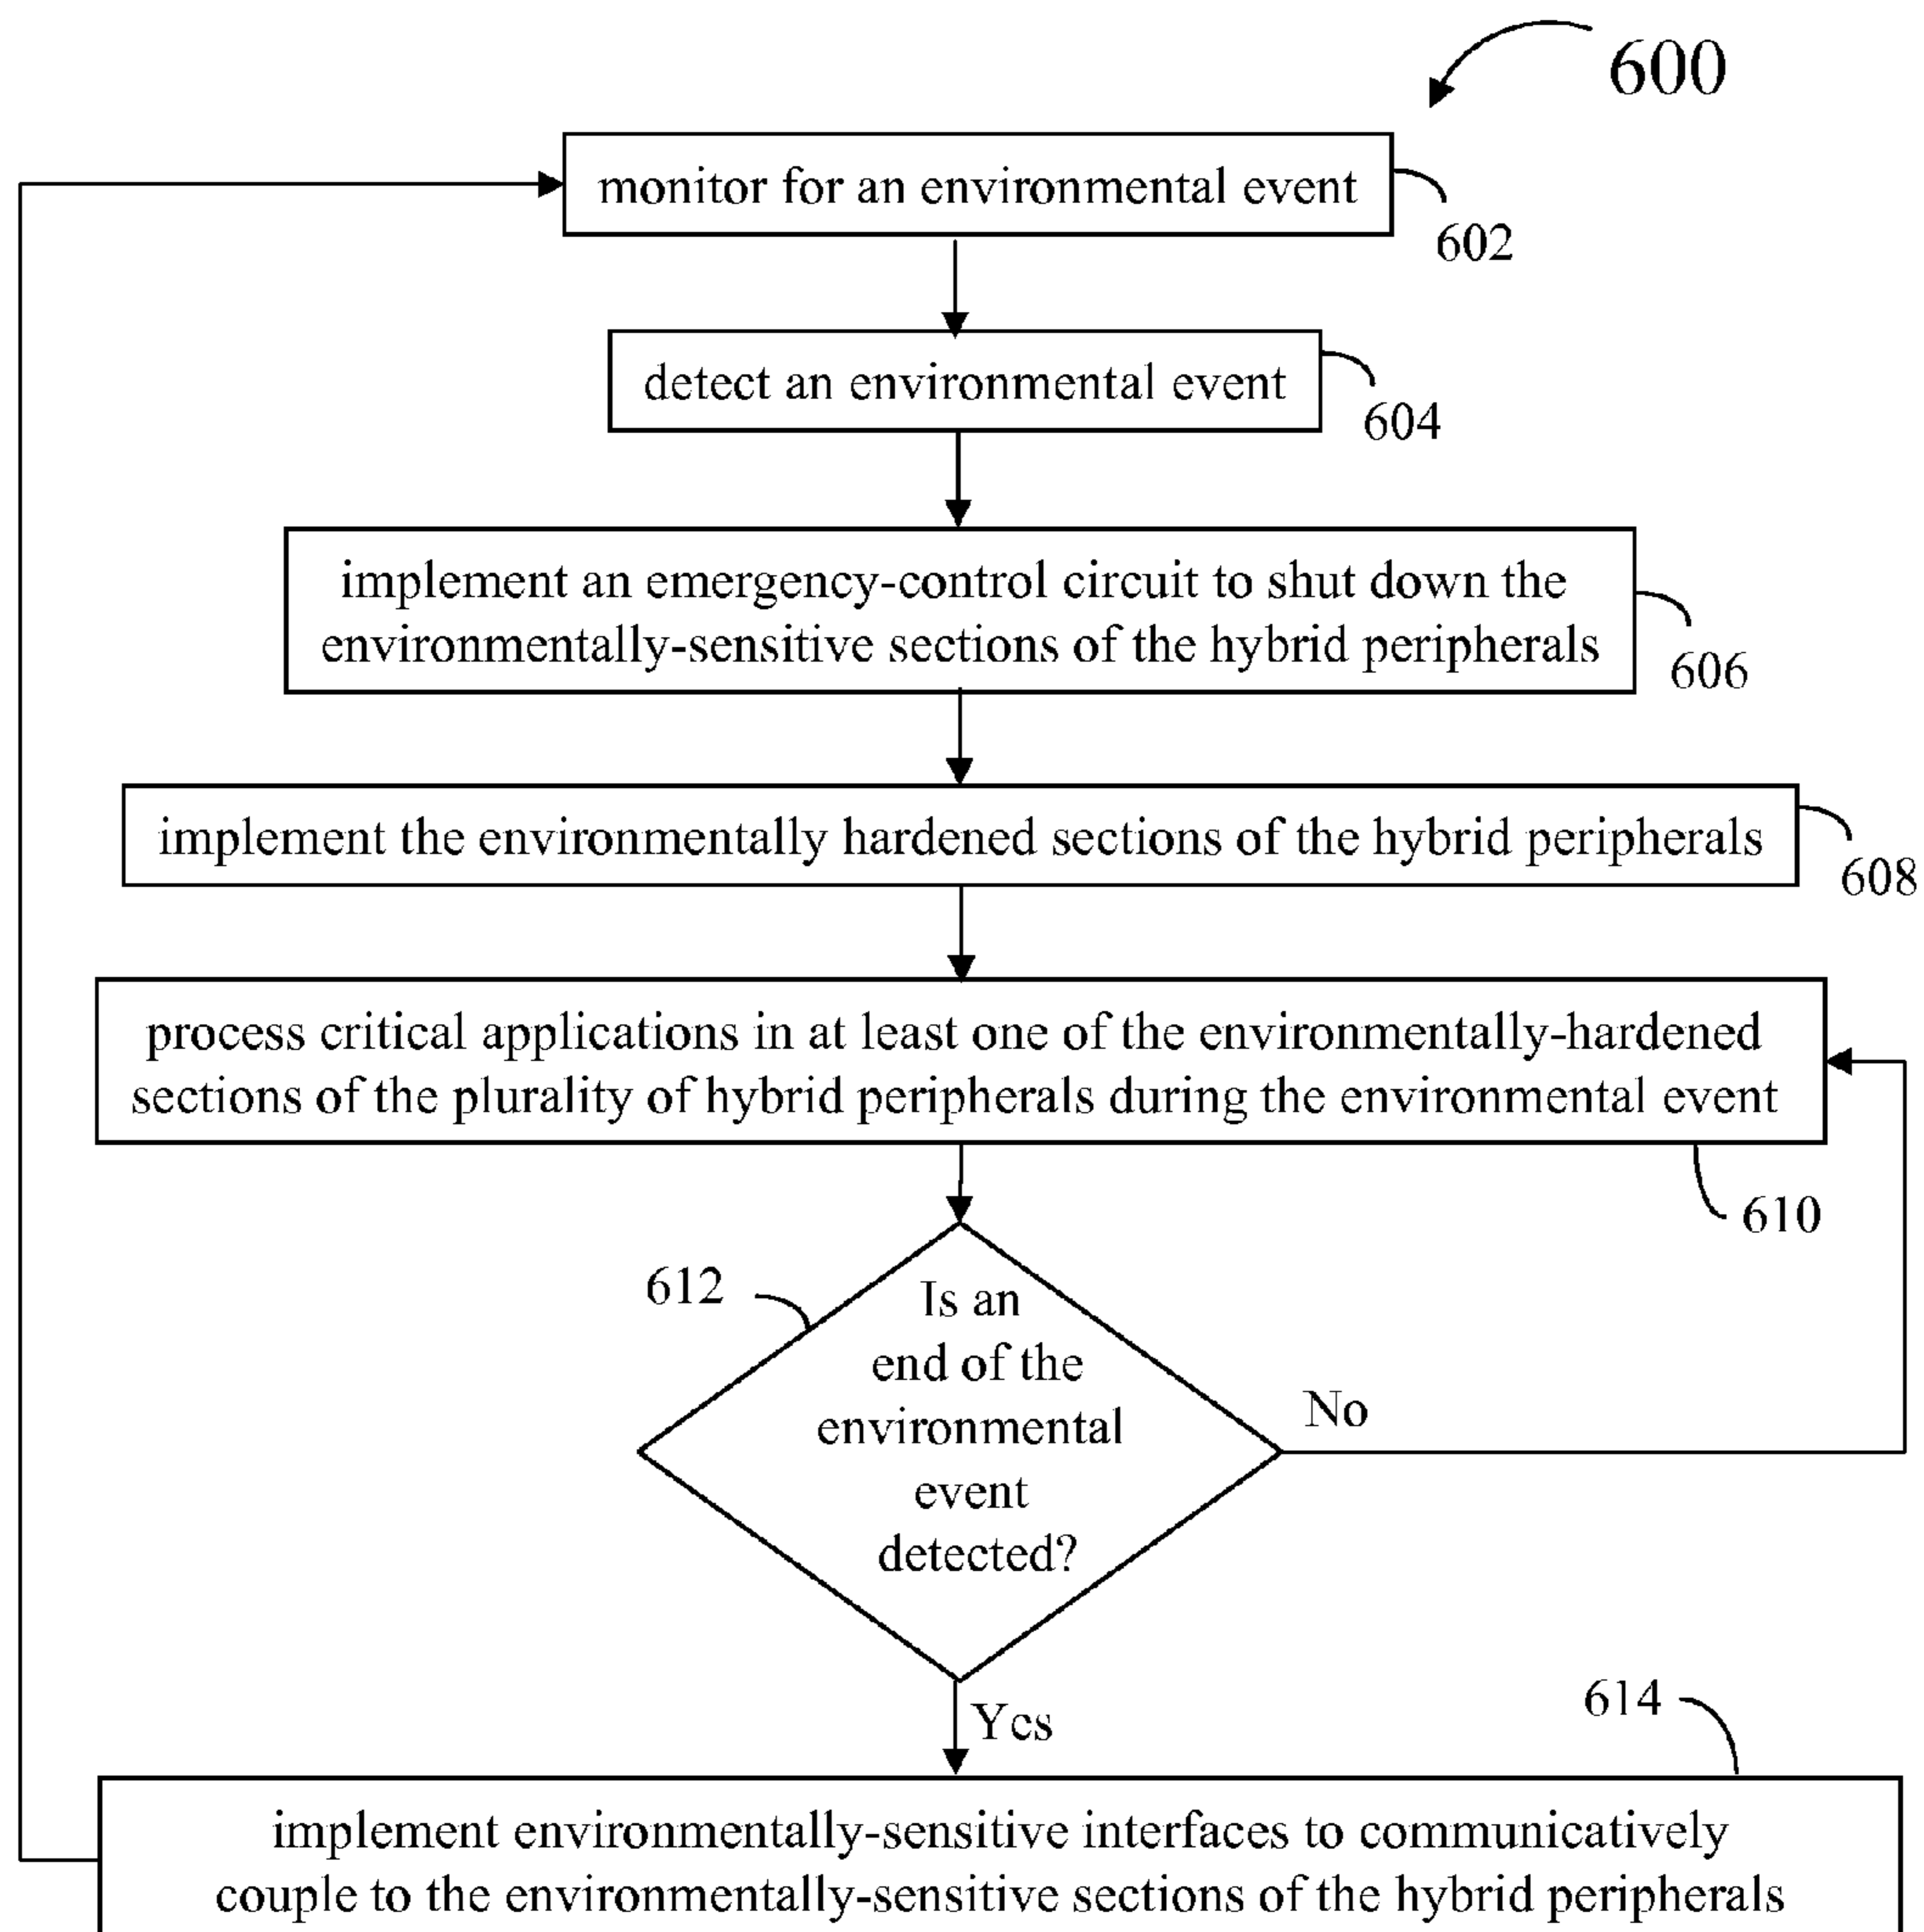 600
monitor for an environmental event
602
detect an environmental event
604
implement an emergency-control circuit to shut down the
environmentally-sensitive sections of the hybrid peripherals
606
implement the environmentally hardened sections of the hybrid peripherals
608
process critical applications in at least one of the environmentally-hardened
sections of the plurality of hybrid peripherals during the environmental event
610
612
Is an
end of the
environmental
event
detected?
No
Yes
614
implement environmentally-sensitive interfaces to communicatively
couple to the environmentally-sensitive sections of the hybrid peripherals